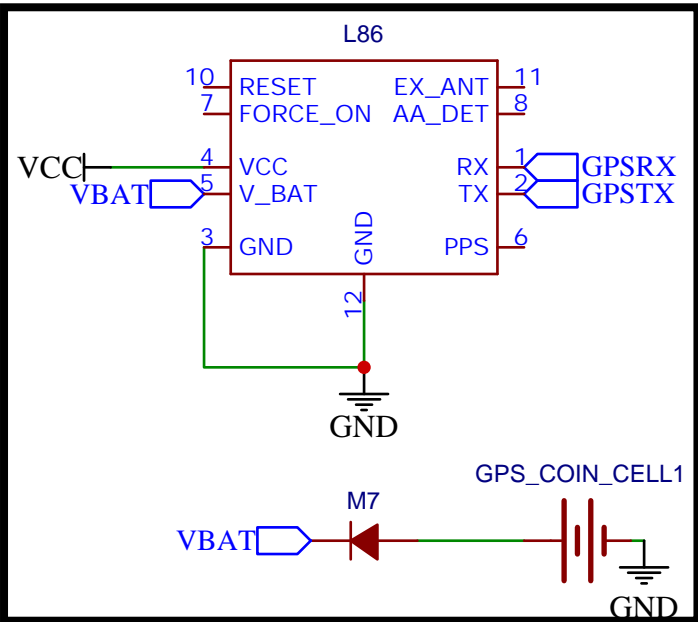 L86
10 RESET EX_ANT 11
7 FORCE_ON AA_DET 8
VCC 4 VCC RX 1 GPSRX
VBAT 5 V_BAT TX 2 GPSTX
3 GND GND PPS 6
12
GND
GPS_COIN_CELL1
M7
VBAT
GND